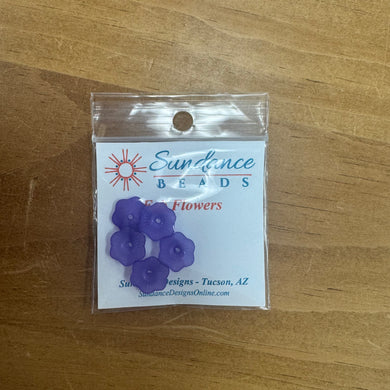 Sundance
BEADS
Flowers
Designs - Tucson, AZ
SundanceDesignsOnline.com